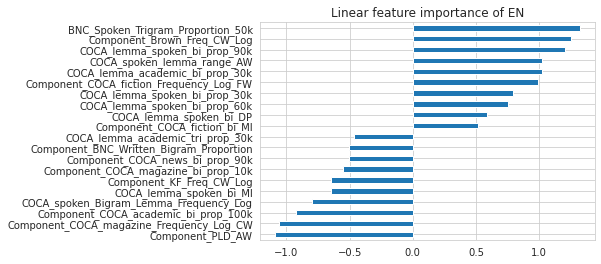 Linear feature importance of EN
BNC_Spoken_Trigram_Proportion_50k
Component_Brown_Freq_CW_Log
COCA_lemma_spoken_bi_prop_90k
COCA_spoken_lemma_range_AW
COCA_lemma_academic_bi_prop_30k
Component_COCA_fiction_Frequency_Log_FW
COCA_lemma_spoken_bi_prop_30k
COCA_lemma_spoken_bi_prop_60k
COCA_lemma_spoken_bi_DP
Component_COCA_fiction_bi_MI
COCA_lemma_academic_tri_prop_30k
Component_BNC_Written_Bigram_Proportion
Component_COCA_news_bi_prop_90k
Component_COCA_magazine_bi_prop_10k
Component_KF_Freq_CW_Log
COCA_lemma_spoken_bi_MI
COCA_spoken_Bigram_Lemma_Frequency_Log
Component_COCA_academic_bi_prop_100k
Component_COCA_magazine_Frequency_Log_CW
Component_PLD_AW
−1.0 −0.5 0.0 0.5 1.0